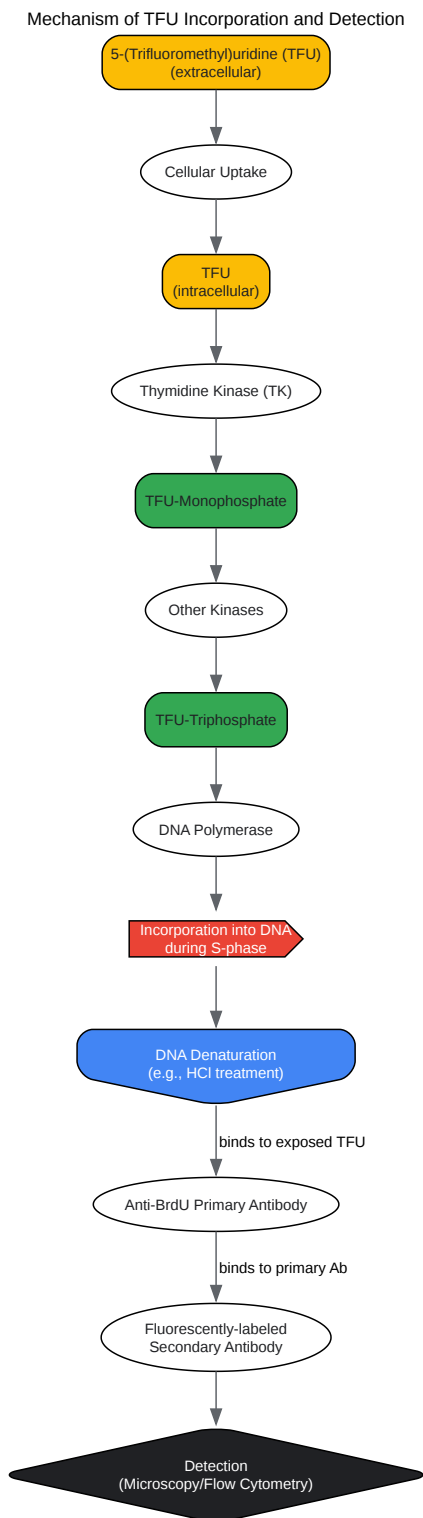 Mechanism of TFU Incorporation and Detection
5-(Trifluoromethyl)uridine (TFU)
(extracellular)
Cellular Uptake
TFU
(intracellular)
Thymidine Kinase (TK)
TFU-Monophosphate
Other Kinases
TFU-Triphosphate
DNA Polymerase
Incorporation into DNA
during S-phase
DNA Denaturation
(e.g., HCl treatment)
binds to exposed TFU
Anti-BrdU Primary Antibody
binds to primary Ab
Fluorescently-labeled
Secondary Antibody
Detection
(Microscopy/Flow Cytometry)